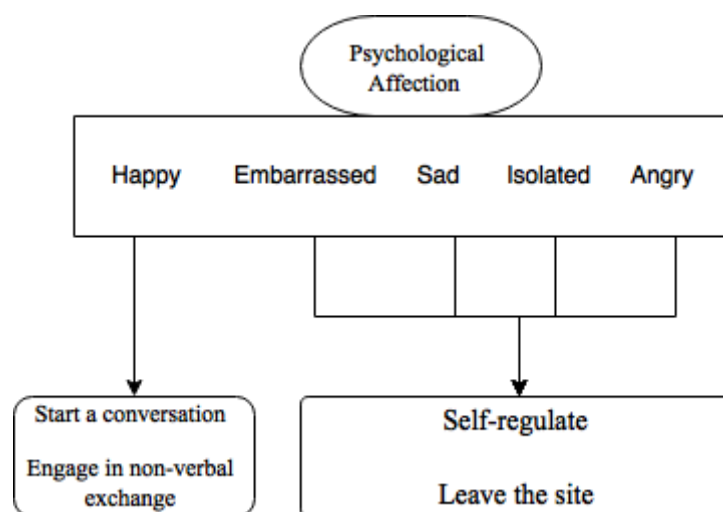 Psychological
Affection
Happy Embarrassed Sad Isolated Angry
Start a conversation
Engage in non-verbal
exchange
Self-regulate
Leave the site